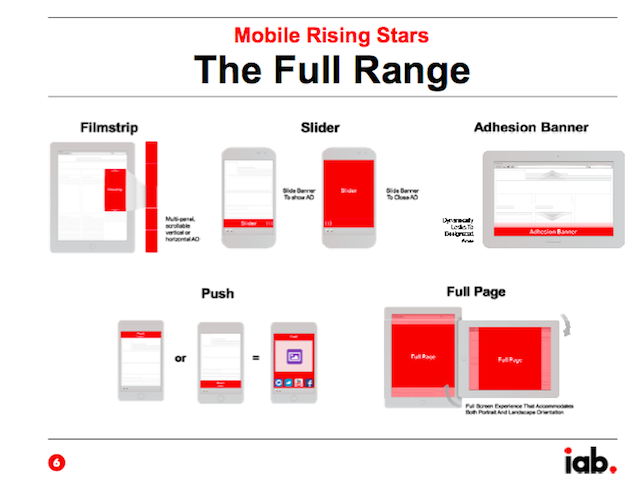 Mobile Rising Stars
The Full Range
Filmstrip
Slider
Adhesion Banner
Filmstrip
Multi-panel,
scrollable
vertical or
horizontal AD
Slider
Slide Banner
To show AD
Slider
Slide Banner
To Close AD
Dynamically
Locks To
Designated
Area
Adhesion Banner
Push
Full Page
Push
or
Push
=
Push
Full Page
Full Page
Full Screen Experience That Accommodates
Both Portrait And Landscape Orientation
6
iab.